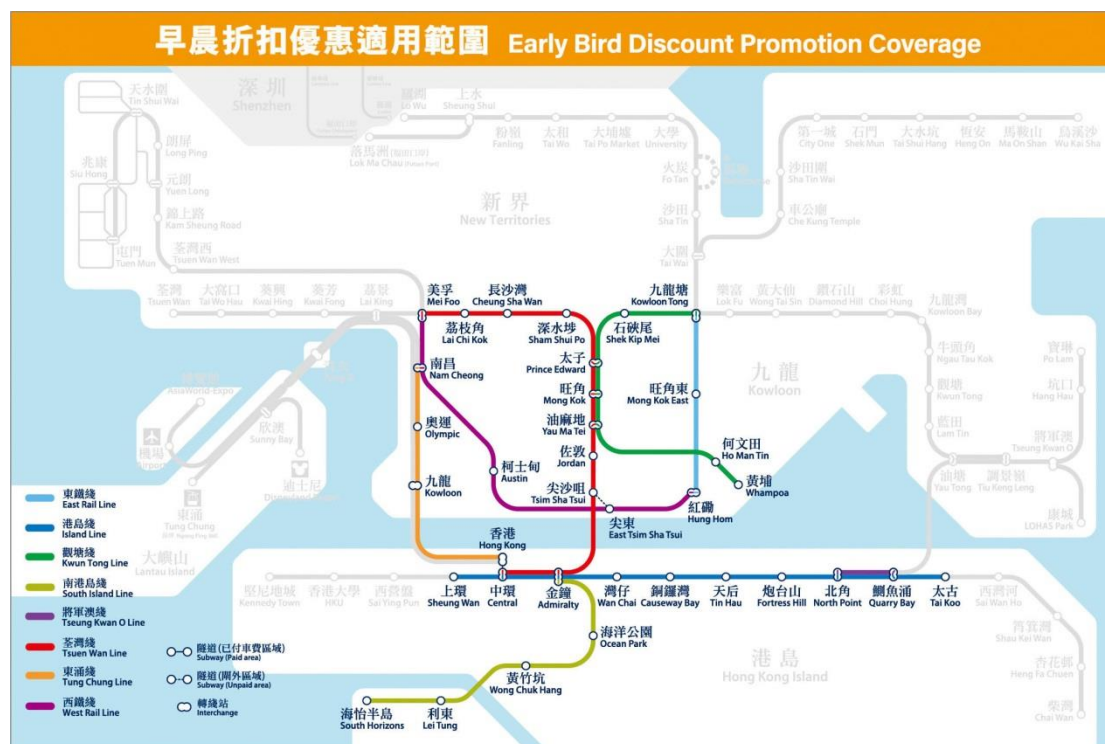 早晨折扣優惠適用範圍 Early Bird Discount Promotion Coverage
深圳
Shenzhen
天水圍
Tin Shui Wai
朗屏
Long Ping
兆康
Siu Hong
元朗
Yuen Long
錦上路
Kam Sheung Road
屯門
Tuen Mun
荃灣西
Tsuen Wan West
羅湖
Lo Wu
上水
Sheung Shui
落馬洲
Lok Ma Chau
粉嶺
Fanling
太和
Tai Wo
大埔墟
Tai Po Market
大學
University
火炭
Fo Tan
沙田
Sha Tin
大圍
Tai Wai
第一城
City One
石門
Shek Mun
大水坑
Tai Shui Hang
恆安
Heng On
馬鞍山
Ma On Shan
烏溪沙
Wu Kai Sha
沙田圍
Sha Tin Wai
車公廟
Che Kung Temple
新界
New Territories
荃灣
Tsuen Wan
大窩口
Tai Wo Hau
葵興
Kwai Hing
葵芳
Kwai Fong
荔景
Lai King
美孚
Mei Foo
長沙灣
Cheung Sha Wan
荔枝角
Lai Chi Kok
深水埗
Sham Shui Po
九龍塘
Kowloon Tong
石硤尾
Shek Kip Mei
樂富
Lok Fu
黃大仙
Wong Tai Sin
鑽石山
Diamond Hill
彩虹
Choi Hung
九龍灣
Kowloon Bay
南昌
Nam Cheong
太子
Prince Edward
旺角
Mong Kok
旺角東
Mong Kok East
九龍
Kowloon
牛頭角
Ngau Tau Kok
觀塘
Kwun Tong
藍田
Lam Tin
寶琳
Po Lam
坑口
Hang Hau
將軍澳
Tseung Kwan O
奧運
Olympic
油麻地
Yau Ma Tei
佐敦
Jordan
何文田
Ho Man Tin
黃埔
Whampoa
油塘
Yau Tong
調景嶺
Tiu Keng Leng
康城
LOHAS Park
AsiaWorld-Expo
機場
Airport
欣澳
Sunny Bay
迪士尼
東涌
Tung Chung
大嶼山
Lantau Island
九龍
Kowloon
柯士甸
Austin
尖沙咀
Tsim Sha Tsui
尖東
East Tsim Sha Tsui
紅磡
Hung Hom
香港
Hong Kong
堅尼地城
Kennedy Town
香港大學
HKU
西營盤
Sai Ying Pun
上環
Sheung Wan
中環
Central
金鐘
Admiralty
灣仔
Wan Chai
銅鑼灣
Causeway Bay
天后
Tin Hau
炮台山
Fortress Hill
北角
North Point
鰂魚涌
Quarry Bay
太古
Tai Koo
西灣河
Sai Wan Ho
筲箕灣
Shau Kei Wan
杏花邨
Heng Fa Chuen
柴灣
Chai Wan
港島
Hong Kong Island
海洋公園
Ocean Park
黃竹坑
Wong Chuk Hang
利東
Lei Tung
海怡半島
South Horizons
東鐵綫
East Rail Line
港島綫
Island Line
觀塘綫
Kwun Tong Line
南港島綫
South Island Line
將軍澳綫
Tseung Kwan O Line
荃灣綫
Tsuen Wan Line
東涌綫
Tung Chung Line
西鐵綫
West Rail Line
隧道(已付車費區域)
Subway (Paid area)
隧道(閘外區域)
Subway (Unpaid area)
轉綫站
Interchange